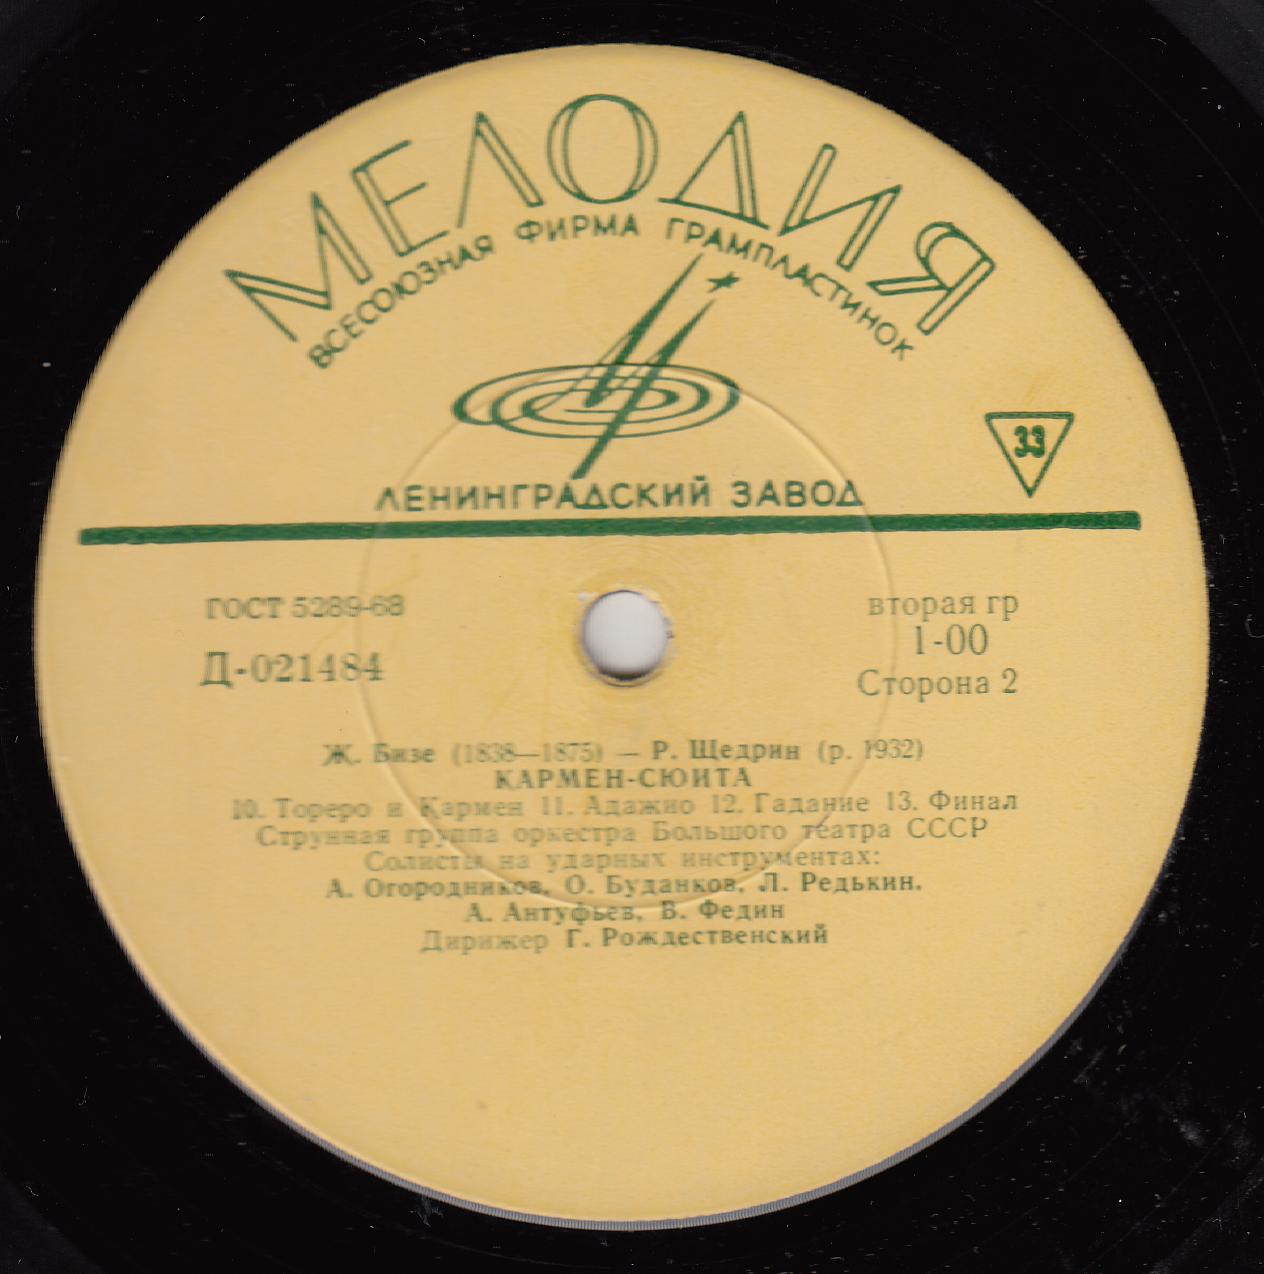 МЕЛОДИЯ
ВСЕСОЮЗНАЯ ФИРМА ГРАМПЛАСТИНОК
33
ЛЕНИНГРАДСКИЙ ЗАВОД
ГОСТ 5289-68
вторая гр
Д-021484
1-00
Сторона 2
Ж. Бизе (1838—1875) — Р. Щедрин (р. 1932)
КАРМЕН-СЮИТА
10. Тореро и Кармен 11. Адажио 12. Гадание 13. Финал
Струнная группа оркестра Большого театра СССР
Солисты на ударных инструментах:
А. Огородников, О. Буданков, Л. Редькин,
А. Антуфьев, В. Федин
Дирижер Г. Рождественский